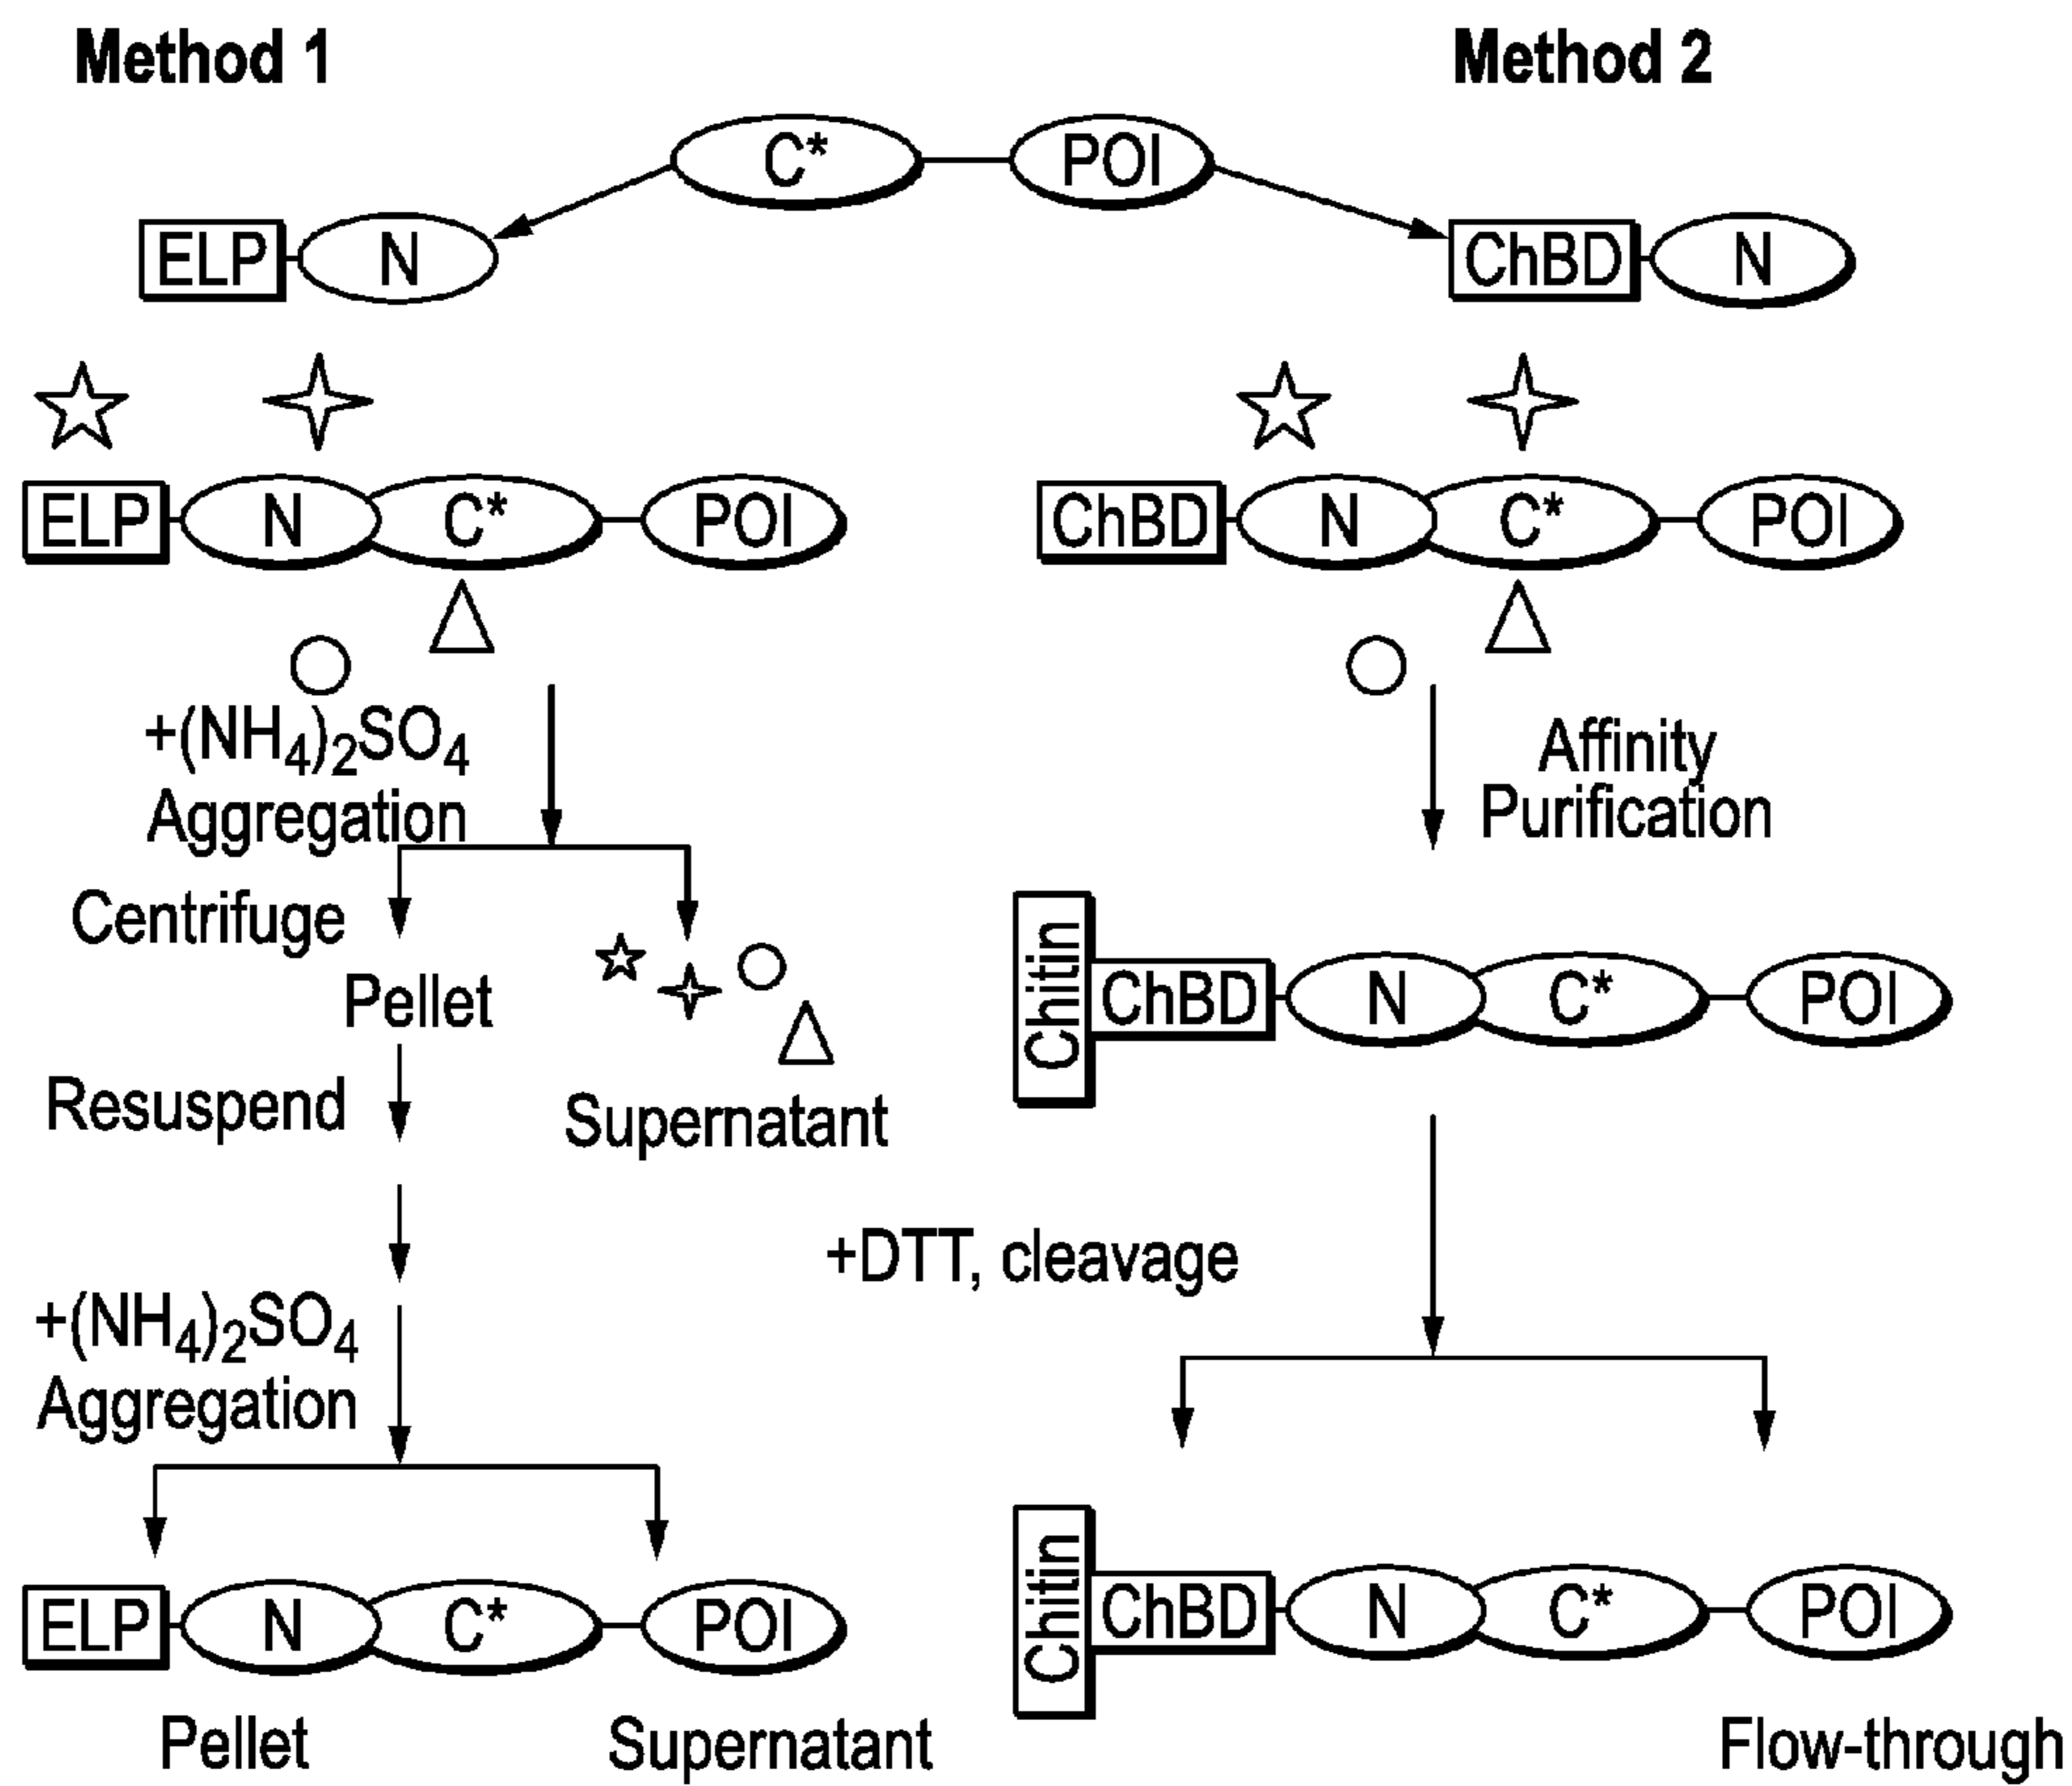 Method 1
Method 2
C*
POI
ELP
N
ChBD
N
ELP
N
C*
POI
ChBD
N
C*
POI
+(NH4)2SO4
Aggregation
Affinity
Purification
Centrifuge
Pellet
Resuspend
Supernatant
Chitin
ChBD
N
C*
POI
+DTT, cleavage
+(NH4)2SO4
Aggregation
ELP
N
C*
POI
Chitin
ChBD
N
C*
POI
Pellet
Supernatant
Flow-through